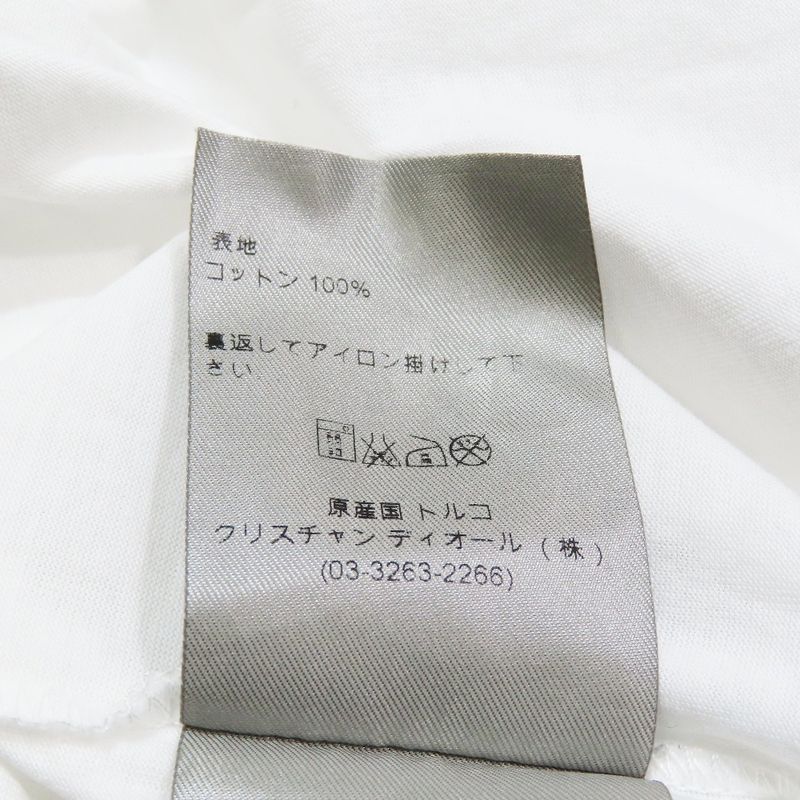 表地
コットン 100%
裏返してアイロン掛けして下
さい
原産国 トルコ
クリスチャン ディオール (株)
(03-3263-2266)